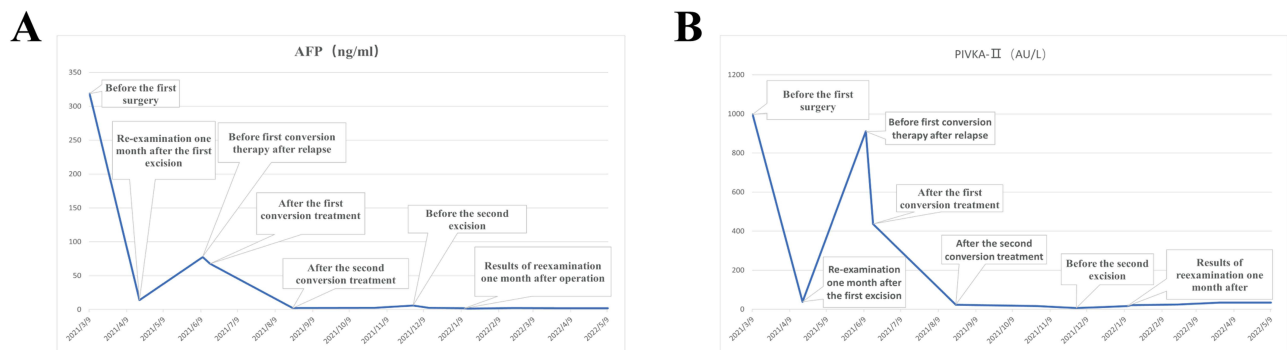 A
AFP（ng/ml）
350
300
250
200
150
100
50
0
Before the first
surgery
Re-examination one
month after the first
excision
Before first conversion
therapy after relapse
After the first
conversion treatment
After the second
conversion treatment
Before the second
excision
Results of reexamination
one month after operation
2021/3/9
2021/4/9
2021/5/9
2021/6/9
2021/7/9
2021/8/9
2021/9/9
2021/10/9
2021/11/9
2021/12/9
2022/1/9
2022/2/9
2022/3/9
2022/4/9
2022/5/9
B
PIVKA-Ⅱ（AU/L）
1200
1000
800
600
400
200
0
Before the first
surgery
Before first conversion
therapy after relapse
After the first
conversion treatment
Re-examination
one month after
the first excision
After the second
conversion treatment
Before the second
excision
Results of
reexamination one
month after
2021/3/9
2021/4/9
2021/5/9
2021/6/9
2021/7/9
2021/8/9
2021/9/9
2021/10/9
2021/11/9
2021/12/9
2022/1/9
2022/2/9
2022/3/9
2022/4/9
2022/5/9